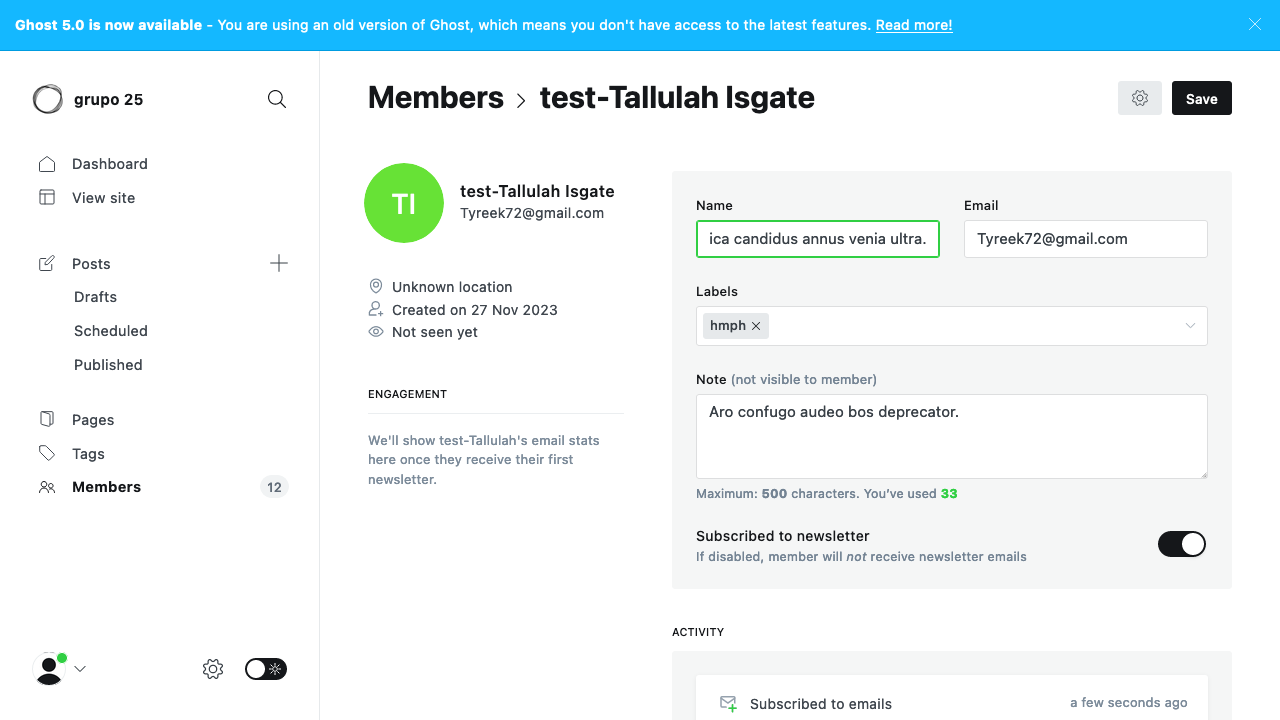 Ghost 5.0 is now available - You are using an old version of Ghost, which means you don't have access to the latest features. Read more!
grupo 25
Dashboard
View site
Posts
Drafts
Scheduled
Published
Pages
Tags
Members 12
Members > test-Tallulah Isgate
Save
TI
test-Tallulah Isgate
Tyreek72@gmail.com
Unknown location
Created on 27 Nov 2023
Not seen yet
ENGAGEMENT
We'll show test-Tallulah's email stats
here once they receive their first
newsletter.
Name
ica candidus annus venia ultra.
Email
Tyreek72@gmail.com
Labels
hmph
Note (not visible to member)
Aro confugo audeo bos deprecator.
Maximum: 500 characters. You've used 33
Subscribed to newsletter
If disabled, member will not receive newsletter emails
ACTIVITY
Subscribed to emails
a few seconds ago